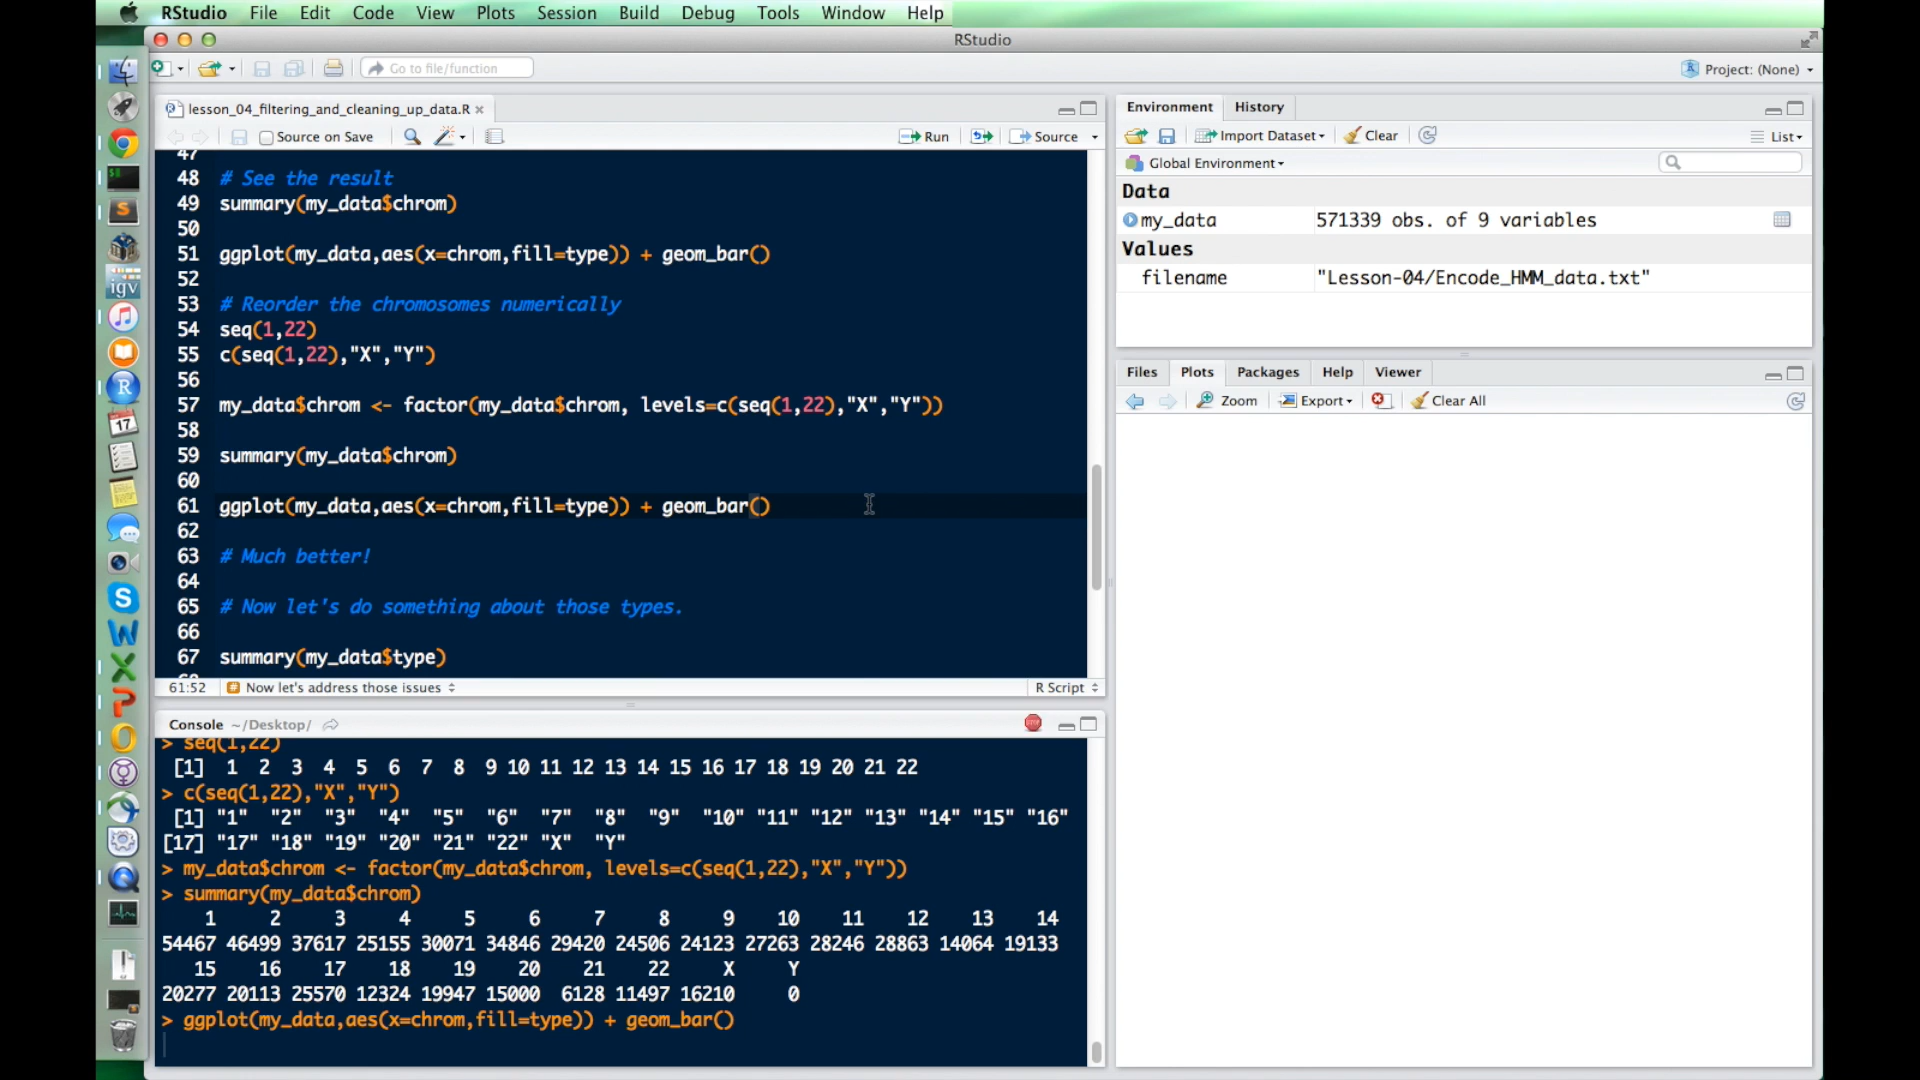 RStudio File Edit Code View Plots Session Build Debug Tools Window Help
RStudio
Go to file/function
Project: (None)
lesson_04_filtering_and_cleaning_up_data.R
Source on Save
Run
Source
47
48 # See the result
49 summary(my_data$chrom)
50
51 ggplot(my_data,aes(x=chrom,fill=type)) + geom_bar()
52
53 # Reorder the chromosomes numerically
54 seq(1,22)
55 c(seq(1,22),"X","Y")
56
57 my_data$chrom <- factor(my_data$chrom, levels=c(seq(1,22),"X","Y"))
58
59 summary(my_data$chrom)
60
61 ggplot(my_data,aes(x=chrom,fill=type)) + geom_bar()
62
63 # Much better!
64
65 # Now let's do something about those types.
66
67 summary(my_data$type)
61:52 # Now let's address those issues
R Script
Console ~/Desktop/
> seq(1,22)
[1] 1 2 3 4 5 6 7 8 9 10 11 12 13 14 15 16 17 18 19 20 21 22
> c(seq(1,22),"X","Y")
[1] "1" "2" "3" "4" "5" "6" "7" "8" "9" "10" "11" "12" "13" "14" "15" "16"
[17] "17" "18" "19" "20" "21" "22" "X" "Y"
> my_data$chrom <- factor(my_data$chrom, levels=c(seq(1,22),"X","Y"))
> summary(my_data$chrom)
1 2 3 4 5 6 7 8 9 10 11 12 13 14
54467 46499 37617 25155 30071 34846 29420 24506 24123 27263 28246 28863 14064 19133
15 16 17 18 19 20 21 22 X Y
20277 20113 25570 12324 19947 15000 6128 11497 16210 0
> ggplot(my_data,aes(x=chrom,fill=type)) + geom_bar()
Environment History
Import Dataset Clear List
Global Environment
Data
my_data 571339 obs. of 9 variables
Values
filename "Lesson-04/Encode_HMM_data.txt"
Files Plots Packages Help Viewer
Zoom Export Clear All
igv
17